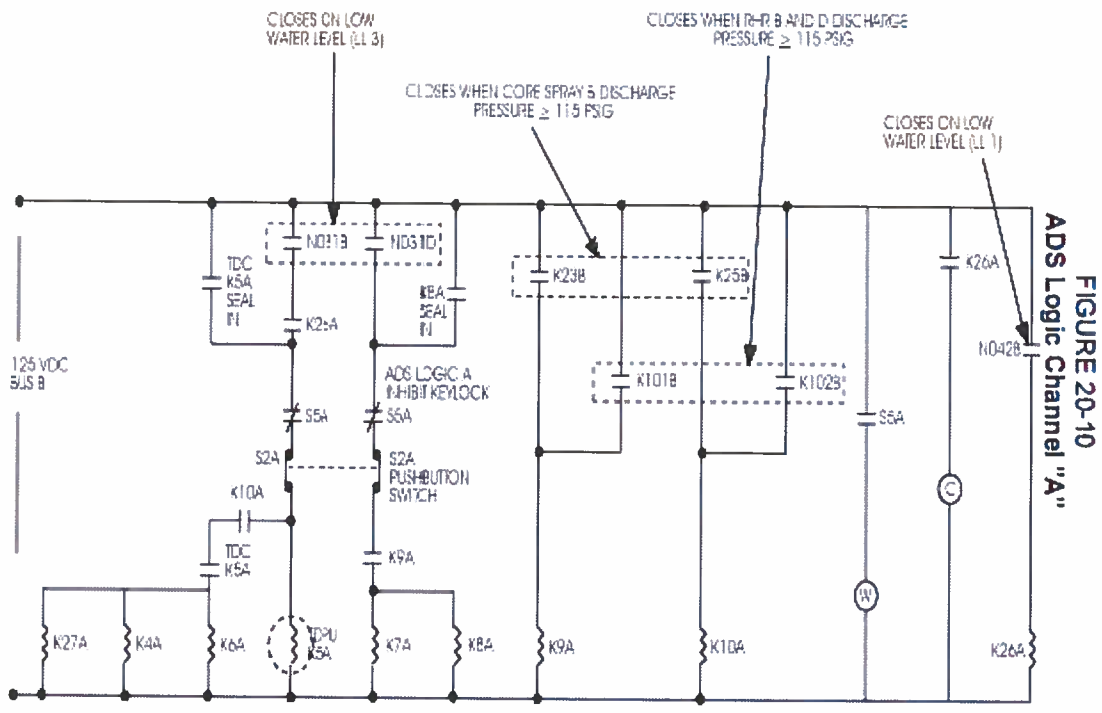 CLOSES ON LOW
WATER LEVEL (LL 3)
CLOSES WHEN RHR B AND D DISCHARGE
PRESSURE ≥ 115 PSIG
CLOSES WHEN CORE SPRAY B DISCHARGE
PRESSURE ≥ 115 PSIG
CLOSES ON LOW
WATER LEVEL (LL 1)
FIGURE 20-10
ADS Logic Channel "A"
N031B
N031D
TDC
K5A
SEAL
IN
K8A
SEAL
IN
K23B
K25B
K26A
K26A
N042B
125 VDC
BUS B
ADS LOGIC A
INHIBIT KEYLOCK
K101B
K102B
S5A
S5A
S5A
S2A
S2A
PUSHBUTTON
SWITCH
K10A
C
TDC
K5A
K9A
W
K27A
K4A
K6A
TDPU
K5A
K7A
K8A
K9A
K10A
K26A